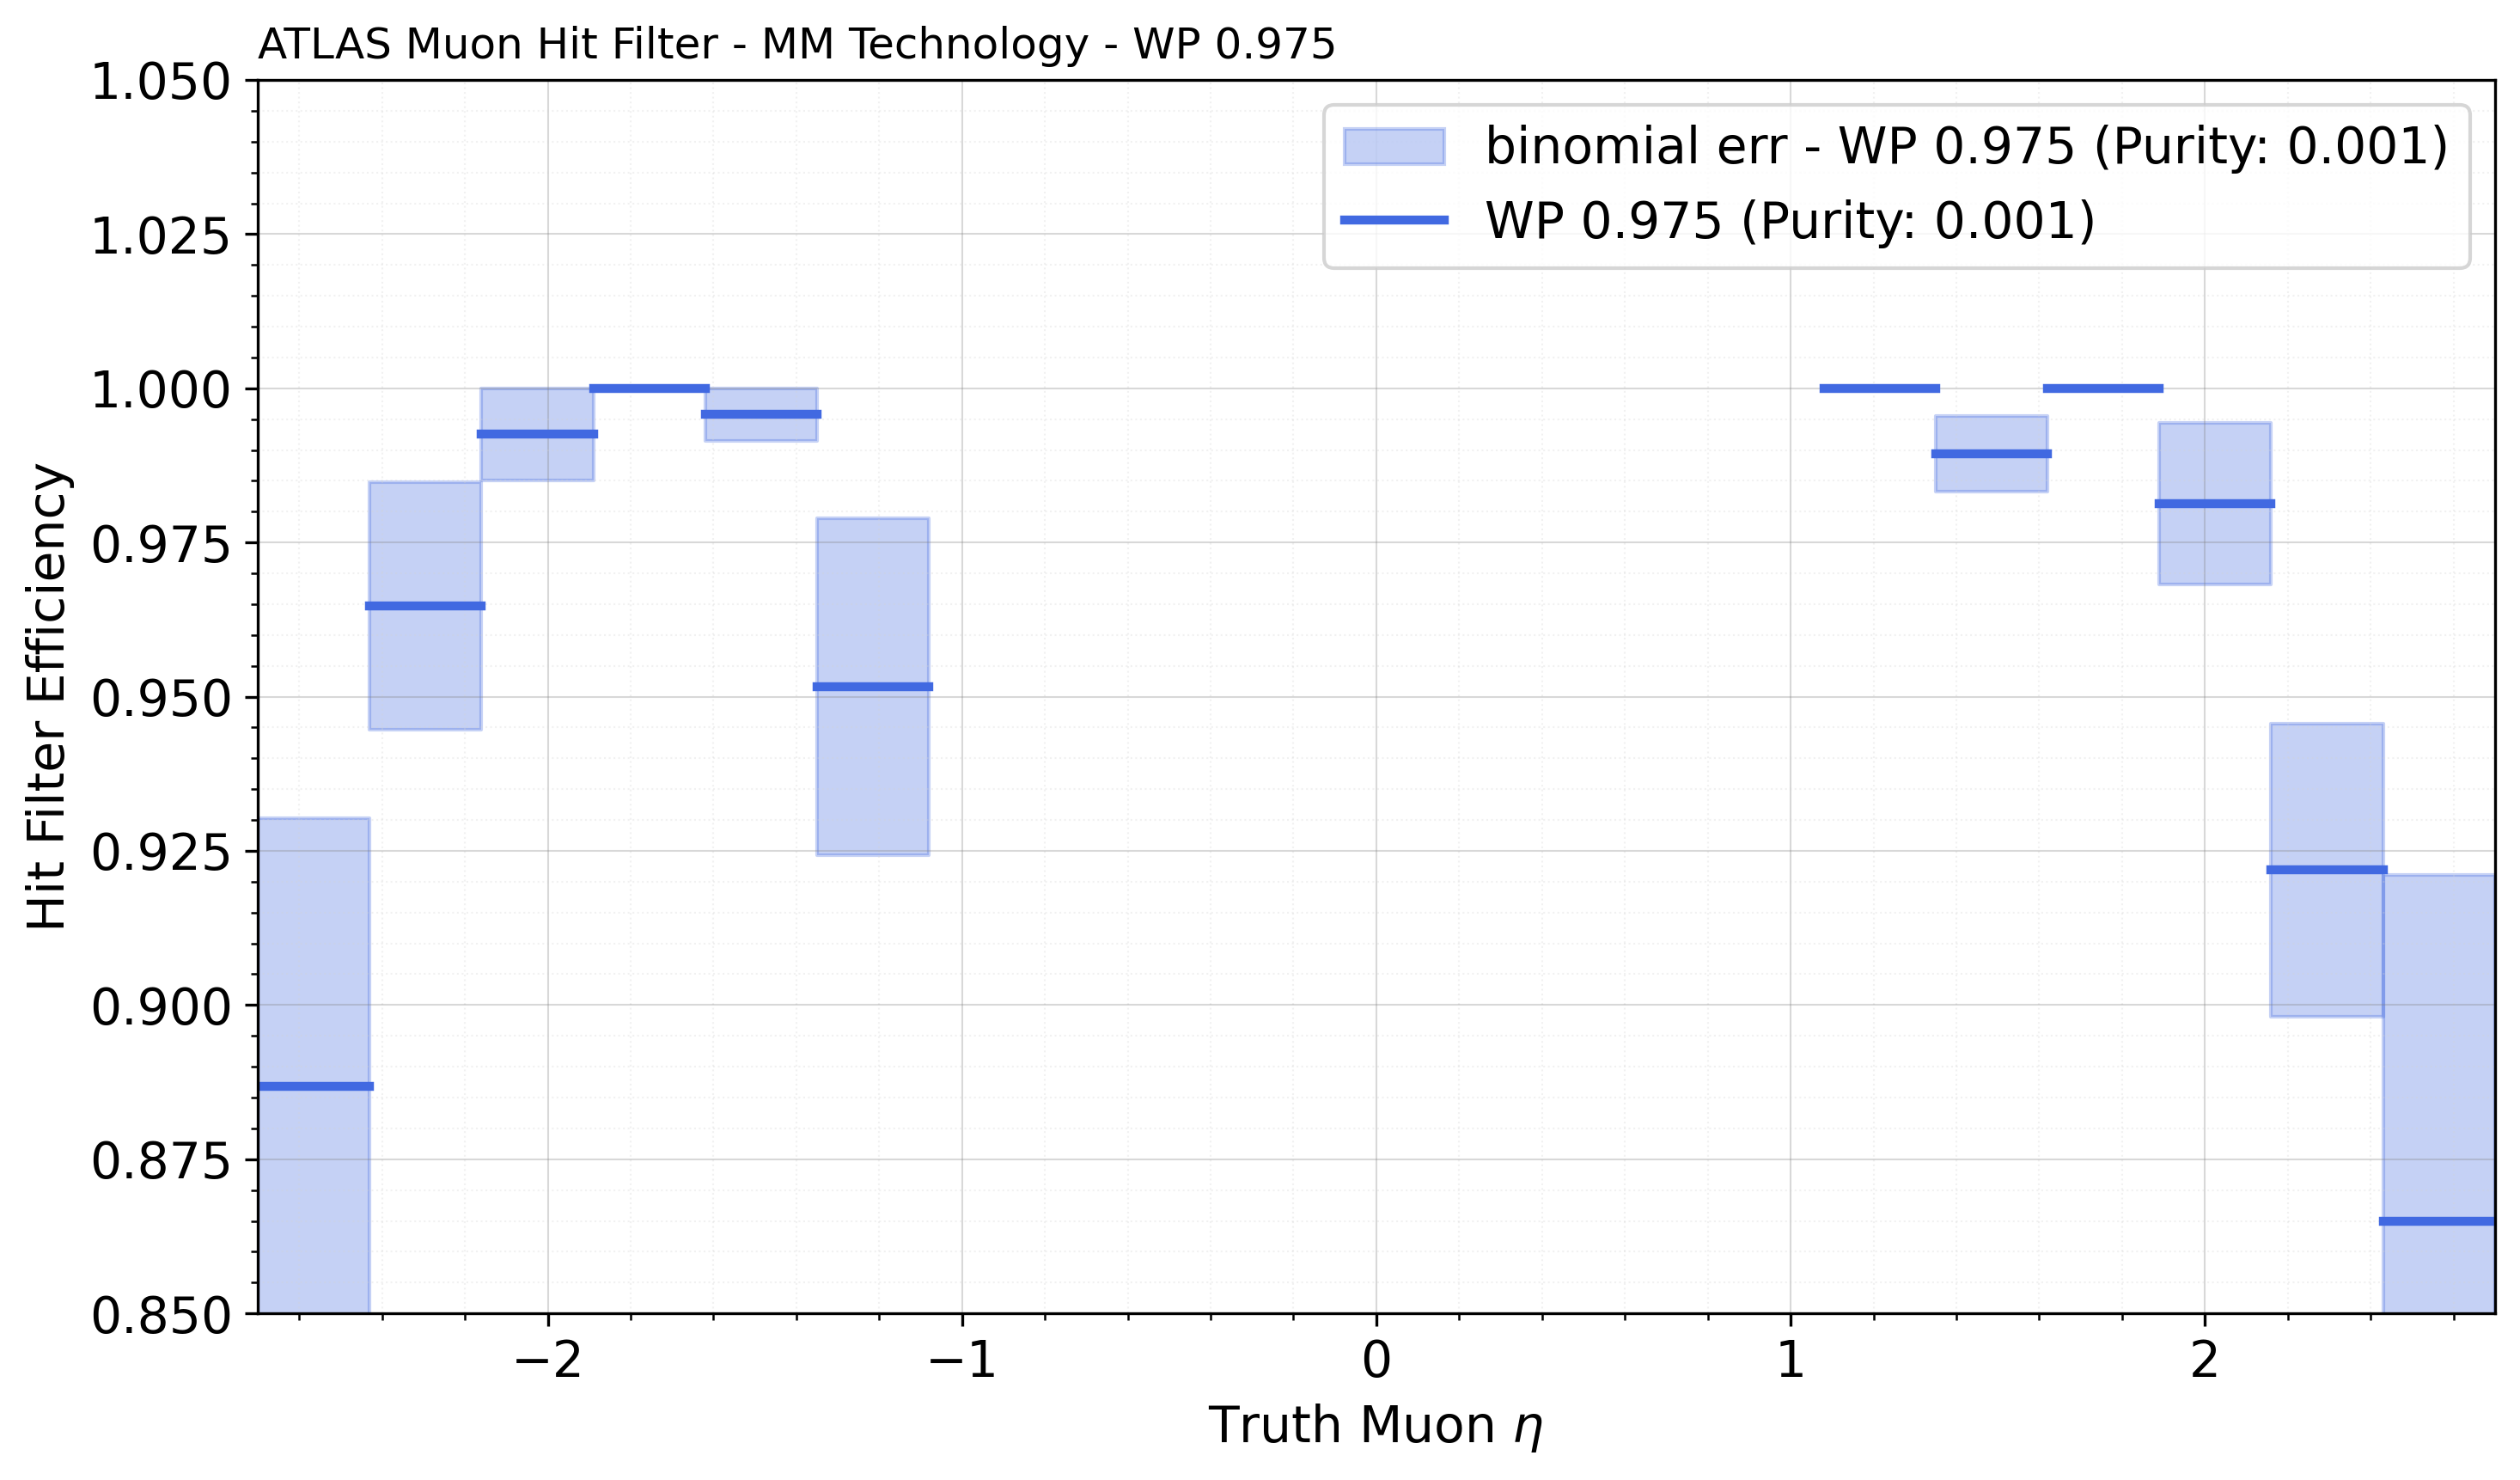 ATLAS Muon Hit Filter - MM Technology - WP 0.975
1.050
1.025
1.000
0.975
0.950
0.925
0.900
0.875
0.850
Hit Filter Efficiency
binomial err - WP 0.975 (Purity: 0.001)
WP 0.975 (Purity: 0.001)
−2 −1 0 1 2
Truth Muon η